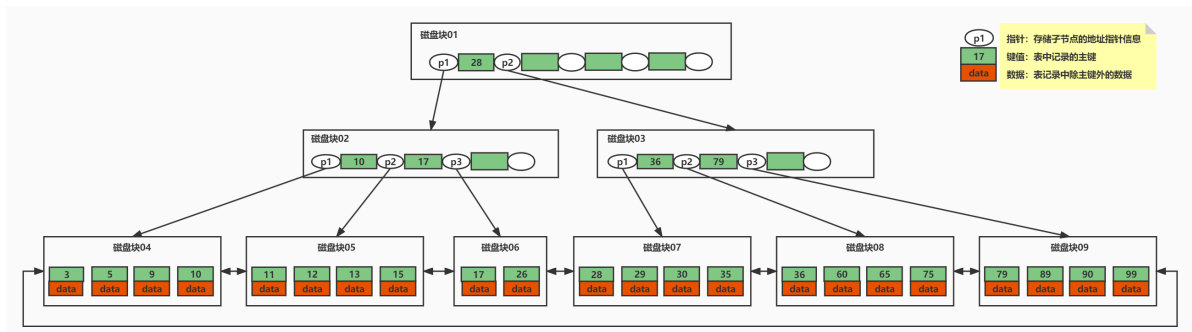 磁盘块01
p1 28 p2
p1 指针：存储子节点的地址指针信息
17 键值：表中记录的主键
data 数据：表记录中除主键外的数据
磁盘块02
p1 10 p2 17 p3
磁盘块03
p1 36 p2 79 p3
磁盘块04
3 5 9 10
data data data data
磁盘块05
11 12 13 15
data data data data
磁盘块06
17 26
data data
磁盘块07
28 29 30 35
data data data data
磁盘块08
36 60 65 75
data data data data
磁盘块09
79 89 90 99
data data data data